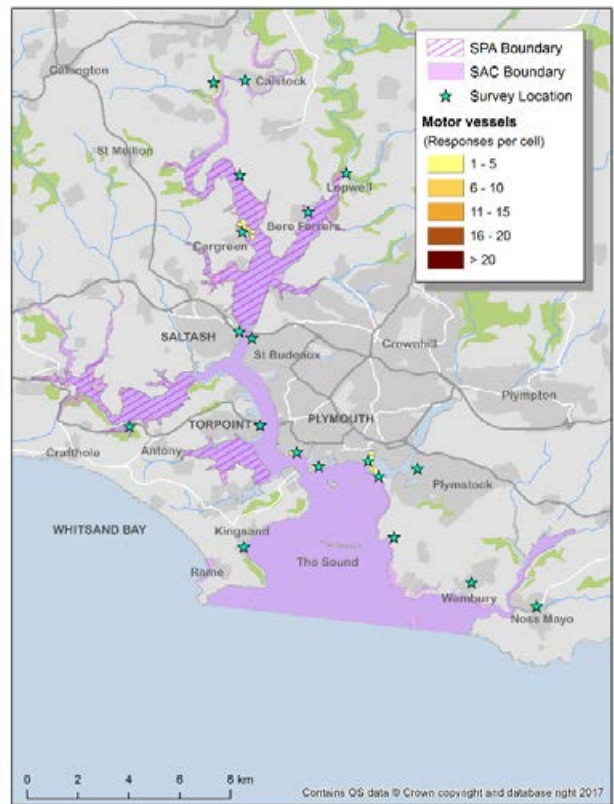 SPA Boundary
SAC Boundary
Survey Location
Motor vessels
(Responses per cell)
1 - 5
6 - 10
11 - 15
16 - 20
> 20
Callington
Calstock
St Mellion
Lopwell
Bere Ferrers
Cargreen
SALTASH
St Budeaux
Crownhill
Plympton
TORPOINT
PLYMOUTH
Crafthole
Antony
Plymstock
WHITSAND BAY
Kingsand
The Sound
Rame
Wembury
Noss Mayo
0 2 4 8 km
Contains OS data © Crown copyright and database right 2017